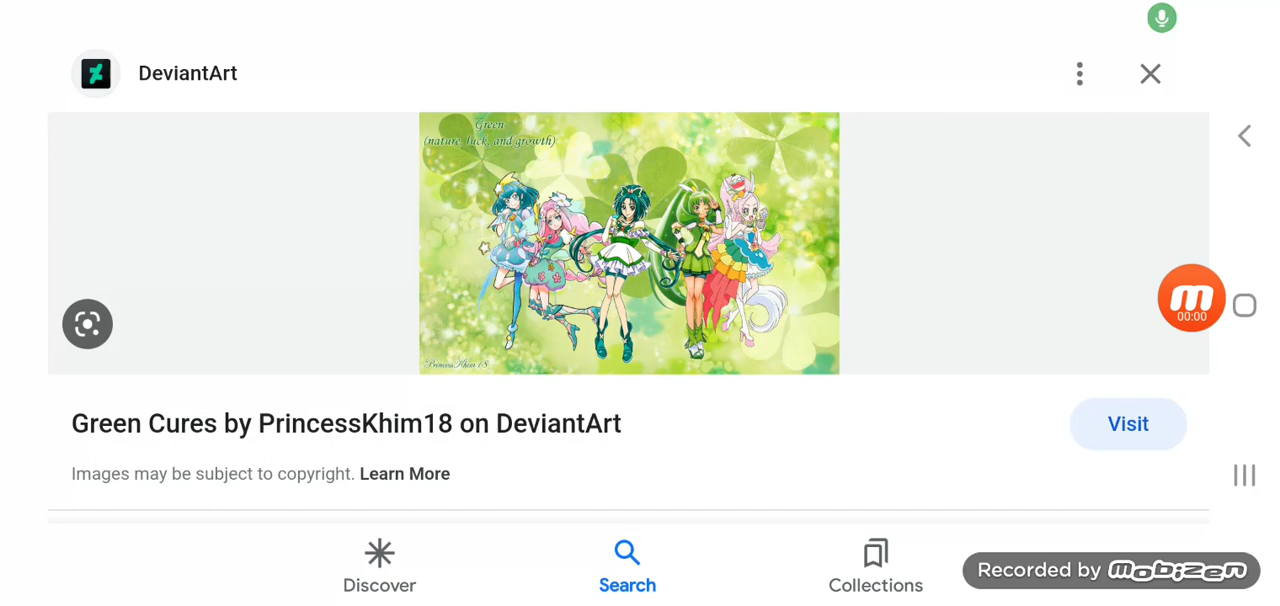 DeviantArt
Green
(nature, luck, and growth)
PrincessKhim18
00:00
Green Cures by PrincessKhim18 on DeviantArt
Visit
Images may be subject to copyright. Learn More
Discover
Search
Collections
Recorded by mobizen